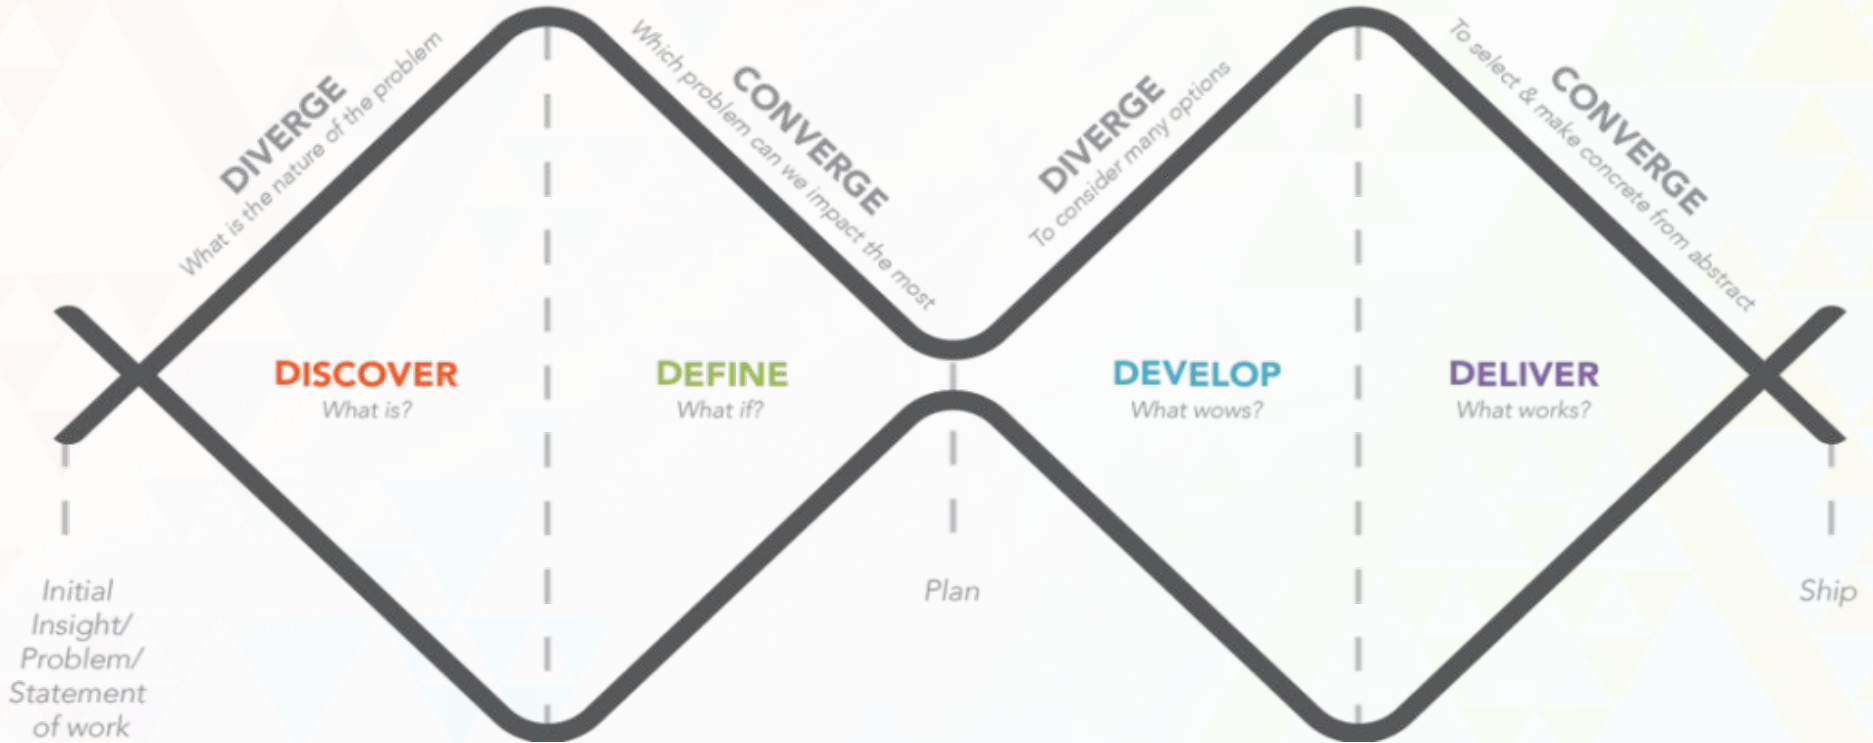 DIVERGE
What is the nature of the problem
CONVERGE
Which problem can we impact the most
DIVERGE
To consider many options
CONVERGE
To select & make concrete from abstract
DISCOVER
What is?
DEFINE
What if?
DEVELOP
What wows?
DELIVER
What works?
Initial
Insight/
Problem/
Statement
of work
Plan
Ship